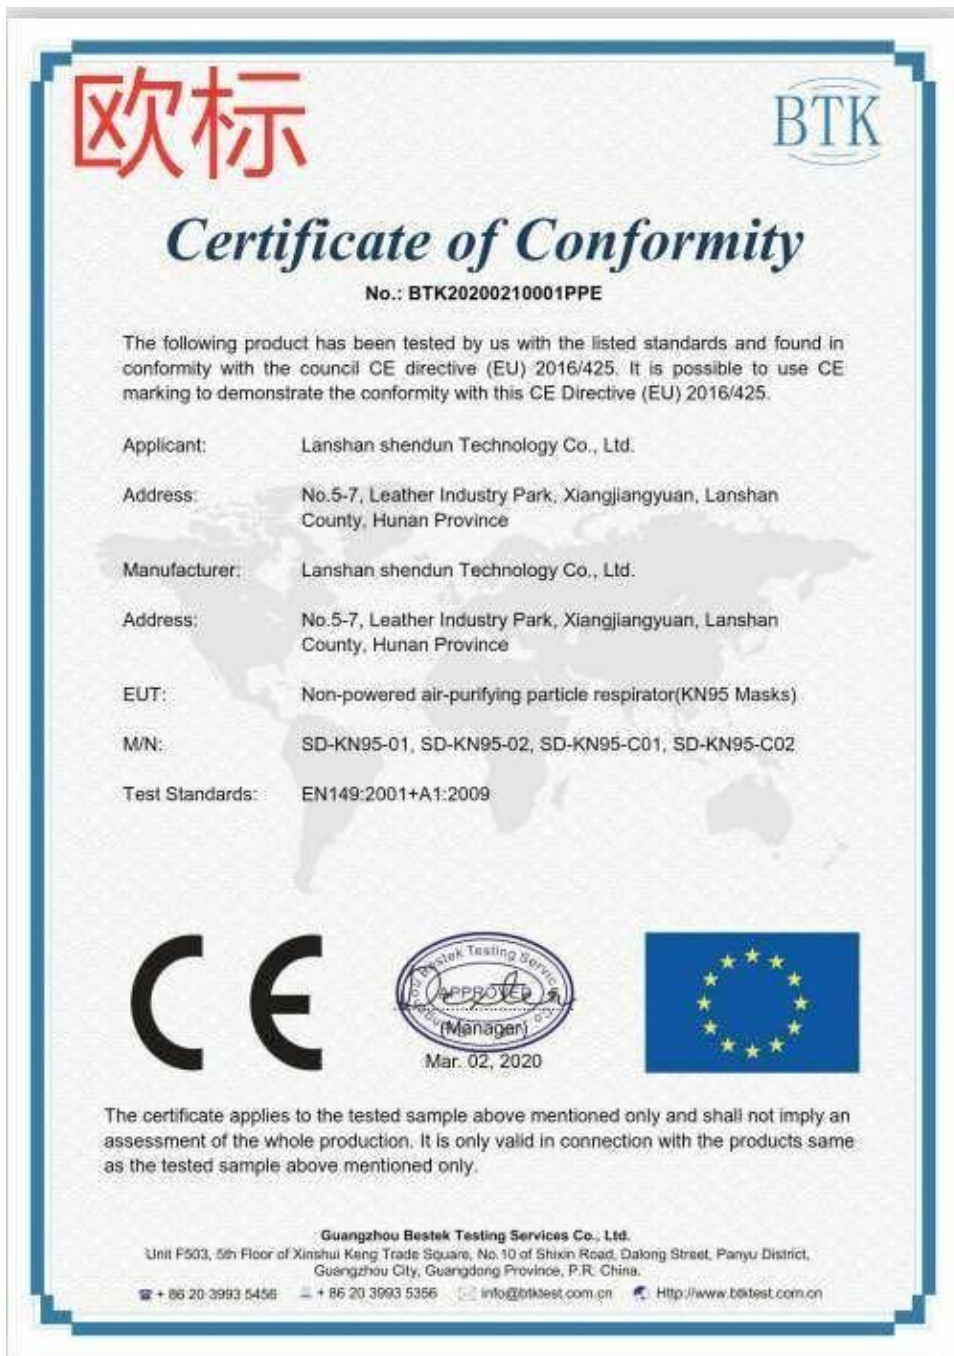 欧标
BTK
Certificate of Conformity
No.: BTK20200210001PPE
The following product has been tested by us with the listed standards and found in
conformity with the council CE directive (EU) 2016/425. It is possible to use CE
marking to demonstrate the conformity with this CE Directive (EU) 2016/425.
Applicant: Lanshan shendun Technology Co., Ltd.
Address: No.5-7, Leather Industry Park, Xiangjiangyuan, Lanshan
County, Hunan Province
Manufacturer: Lanshan shendun Technology Co., Ltd.
Address: No.5-7, Leather Industry Park, Xiangjiangyuan, Lanshan
County, Hunan Province
EUT: Non-powered air-purifying particle respirator(KN95 Masks)
M/N: SD-KN95-01, SD-KN95-02, SD-KN95-C01, SD-KN95-C02
Test Standards: EN149:2001+A1:2009
CE
Bestek Testing Service
APPROVED
(Manager)
Mar. 02, 2020
The certificate applies to the tested sample above mentioned only and shall not imply an
assessment of the whole production. It is only valid in connection with the products same
as the tested sample above mentioned only.
Guangzhou Bestek Testing Services Co., Ltd.
Unit F503, 5th Floor of Xinshui Keng Trade Square, No.10 of Shixin Road, Dalong Street, Panyu District,
Guangzhou City, Guangdong Province, P.R. China.
+ 86 20 3993 5456 + 86 20 3993 5356 info@btktest.com.cn Http://www.btktest.com.cn